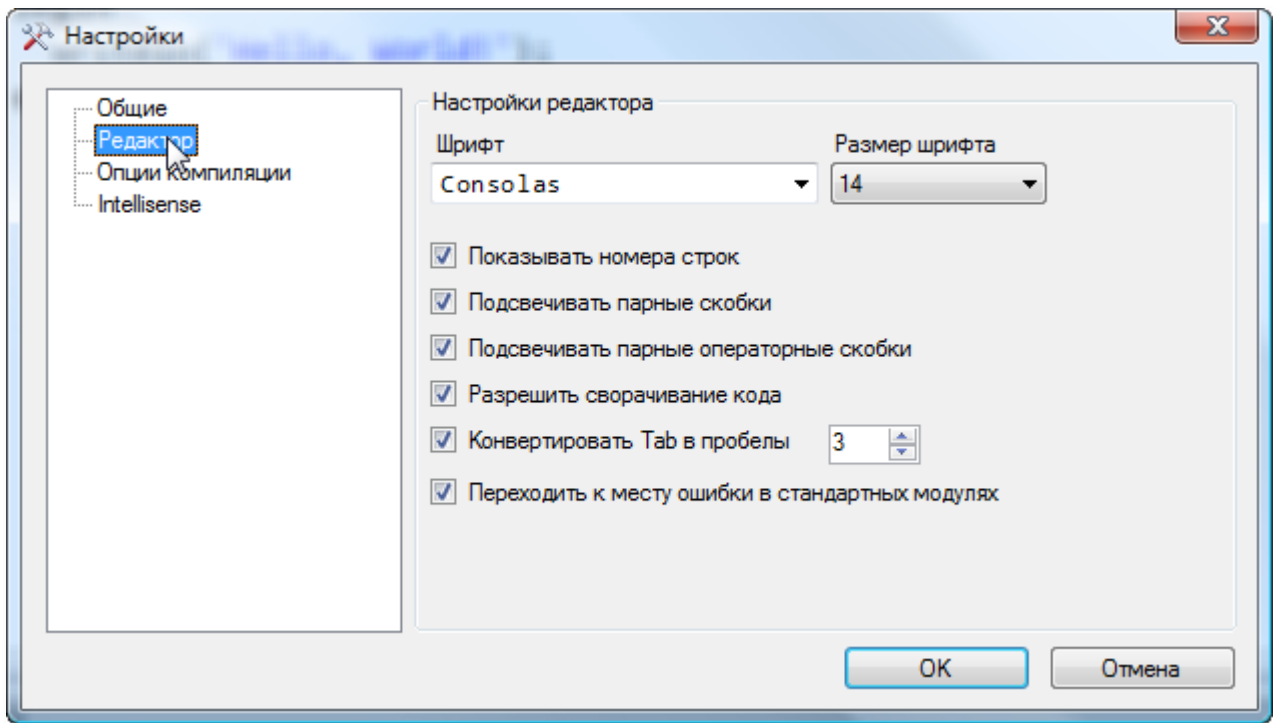 Настройки
Общие
Редактор
Опции компиляции
Intellisense
Настройки редактора
Шрифт
Размер шрифта
Consolas
14
Показывать номера строк
Подсвечивать парные скобки
Подсвечивать парные операторные скобки
Разрешить сворачивание кода
Конвертировать Tab в пробелы 3
Переходить к месту ошибки в стандартных модулях
OK
Отмена